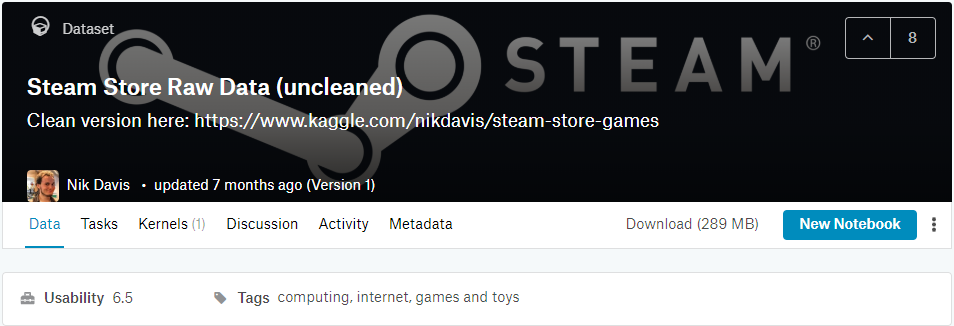 Dataset
STEAM®
8
Steam Store Raw Data (uncleaned)
Clean version here: https://www.kaggle.com/nikdavis/steam-store-games
Nik Davis • updated 7 months ago (Version 1)
Data Tasks Kernels (1) Discussion Activity Metadata Download (289 MB) New Notebook
Usability 6.5 Tags computing, internet, games and toys